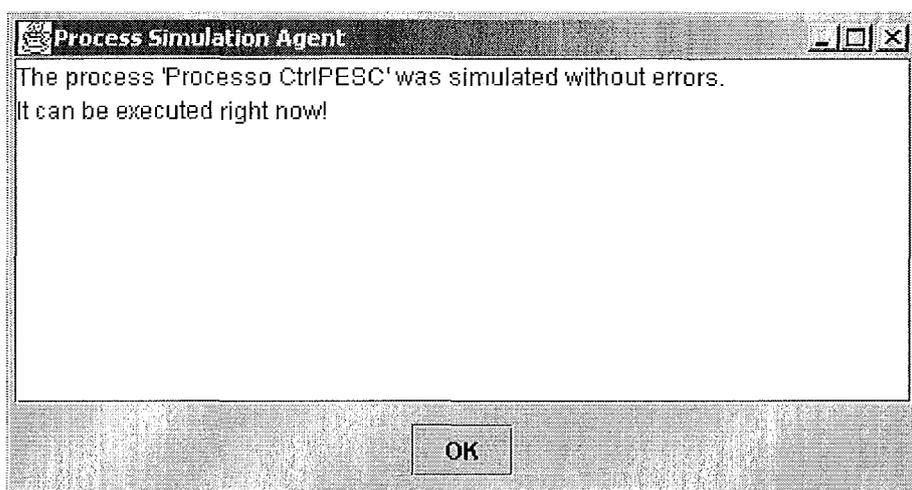 Process Simulation Agent
The process 'Processo CtrlPESC' was simulated without errors.
It can be executed right now!
OK